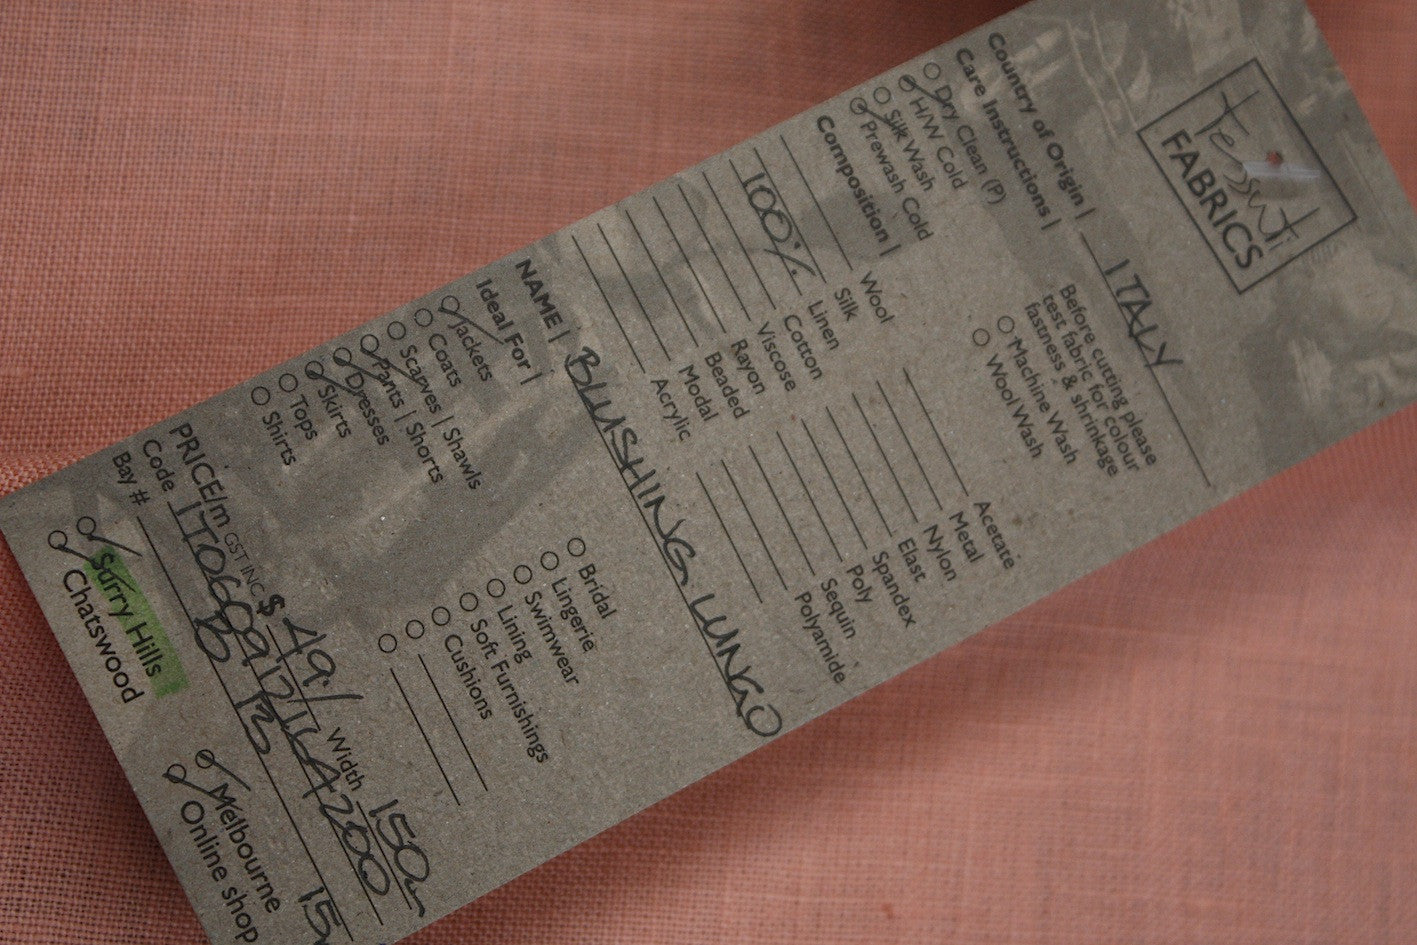 Tessuti
FABRICS
Country of Origin | ITALY
Care Instructions |
Dry Clean (P)
H/W Cold
Silk Wash
Prewash Cold
Before cutting please
test fabric for colour
fastness & shrinkage
Machine Wash
Wool Wash
Composition |
Wool
Silk
100% Linen
Cotton
Viscose
Rayon
Beaded
Modal
Acrylic
Acetate
Metal
Nylon
Elast
Spandex
Poly
Sequin
Polyamide
NAME | BLUSHING LUNGO
Ideal For |
Jackets
Coats
Scarves | Shawls
Pants | Shorts
Dresses
Skirts
Tops
Shirts
Bridal
Lingerie
Swimwear
Lining
Soft Furnishings
Cushions
PRICE/m GST INC $ 49./ Width 150
Code
Bay #
Surry Hills
Chatswood
Melbourne
Online shop